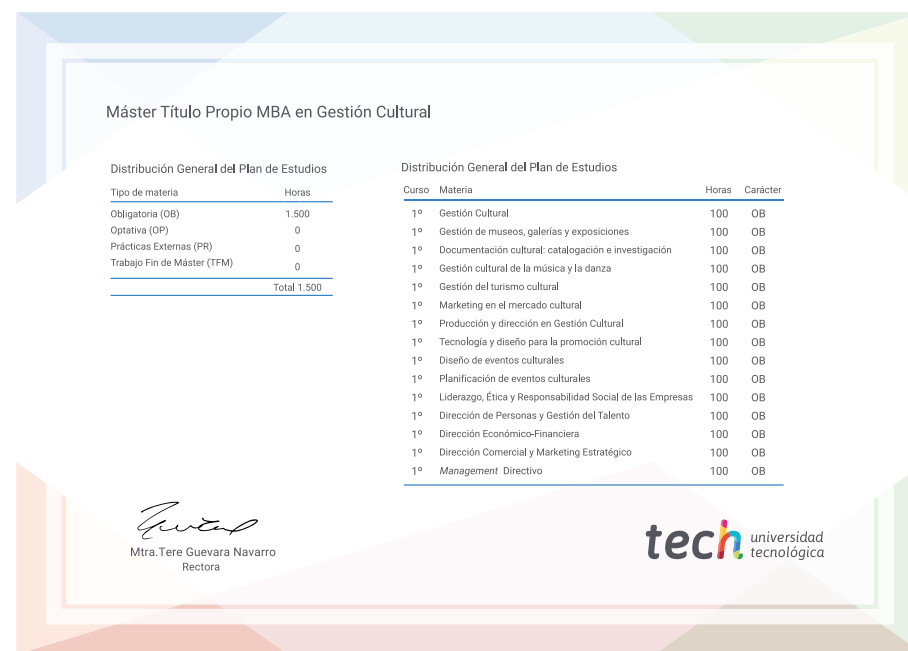 Máster Título Propio MBA en Gestión Cultural
Distribución General del Plan de Estudios
Tipo de materia Horas
Obligatoria (OB) 1.500
Optativa (OP) 0
Prácticas Externas (PR) 0
Trabajo Fin de Máster (TFM) 0
Total 1.500
Distribución General del Plan de Estudios
Curso Materia Horas Carácter
1º Gestión Cultural 100 OB
1º Gestión de museos, galerías y exposiciones 100 OB
1º Documentación cultural: catalogación e investigación 100 OB
1º Gestión cultural de la música y la danza 100 OB
1º Gestión del turismo cultural 100 OB
1º Marketing en el mercado cultural 100 OB
1º Producción y dirección en Gestión Cultural 100 OB
1º Tecnología y diseño para la promoción cultural 100 OB
1º Diseño de eventos culturales 100 OB
1º Planificación de eventos culturales 100 OB
1º Liderazgo, Ética y Responsabilidad Social de las Empresas 100 OB
1º Dirección de Personas y Gestión del Talento 100 OB
1º Dirección Económico-Financiera 100 OB
1º Dirección Comercial y Marketing Estratégico 100 OB
1º Management Directivo 100 OB
Mtra.Tere Guevara Navarro
Rectora
tech universidad
tecnológica